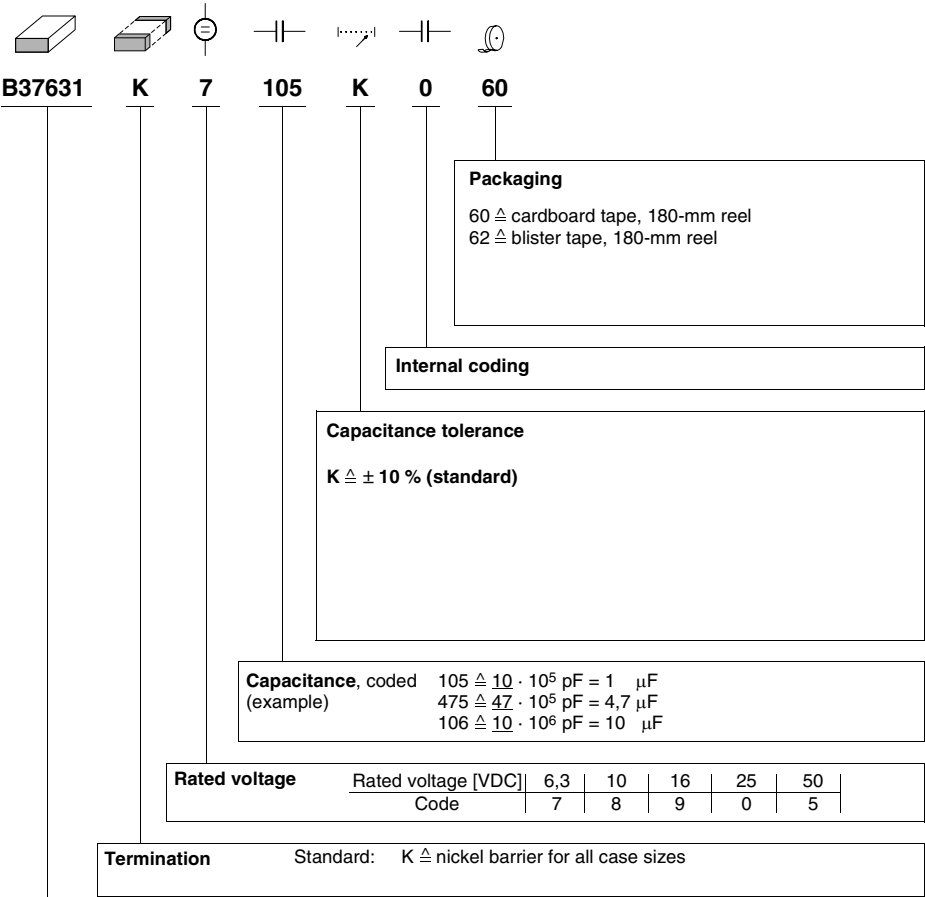 B37631 K 7 105 K 0 60
Packaging
60 ≙ cardboard tape, 180-mm reel
62 ≙ blister tape, 180-mm reel
Internal coding
Capacitance tolerance
K ≙ ± 10 % (standard)
Capacitance, coded 105 ≙ 10 · 10⁵ pF = 1 μF
(example) 475 ≙ 47 · 10⁵ pF = 4,7 μF
106 ≙ 10 · 10⁶ pF = 10 μF
Rated voltage Rated voltage [VDC] 6,3 10 16 25 50
Code 7 8 9 0 5
Termination Standard: K ≙ nickel barrier for all case sizes